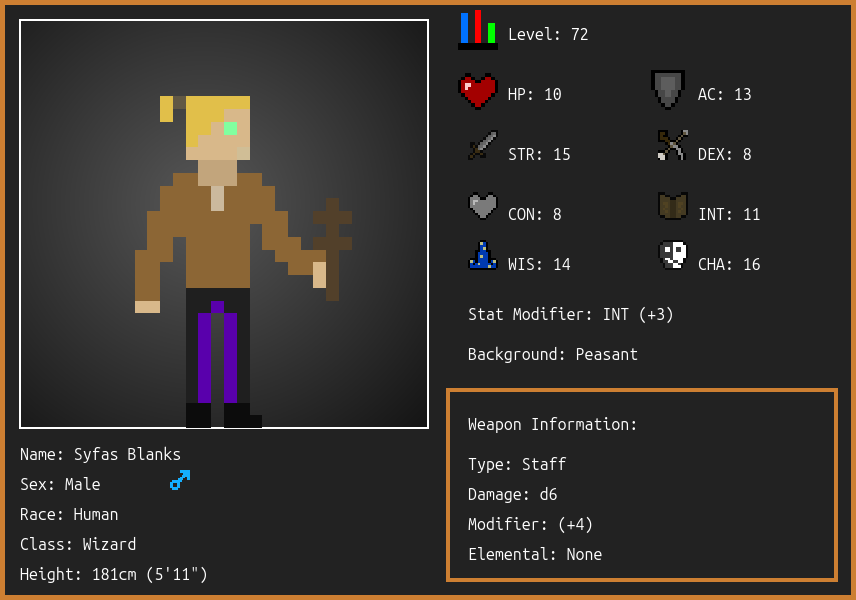 Level: 72
HP: 10
AC: 13
STR: 15
DEX: 8
CON: 8
INT: 11
WIS: 14
CHA: 16
Stat Modifier: INT (+3)
Background: Peasant
Weapon Information:
Type: Staff
Damage: d6
Modifier: (+4)
Elemental: None
Name: Syfas Blanks
Sex: Male
Race: Human
Class: Wizard
Height: 181cm (5'11")